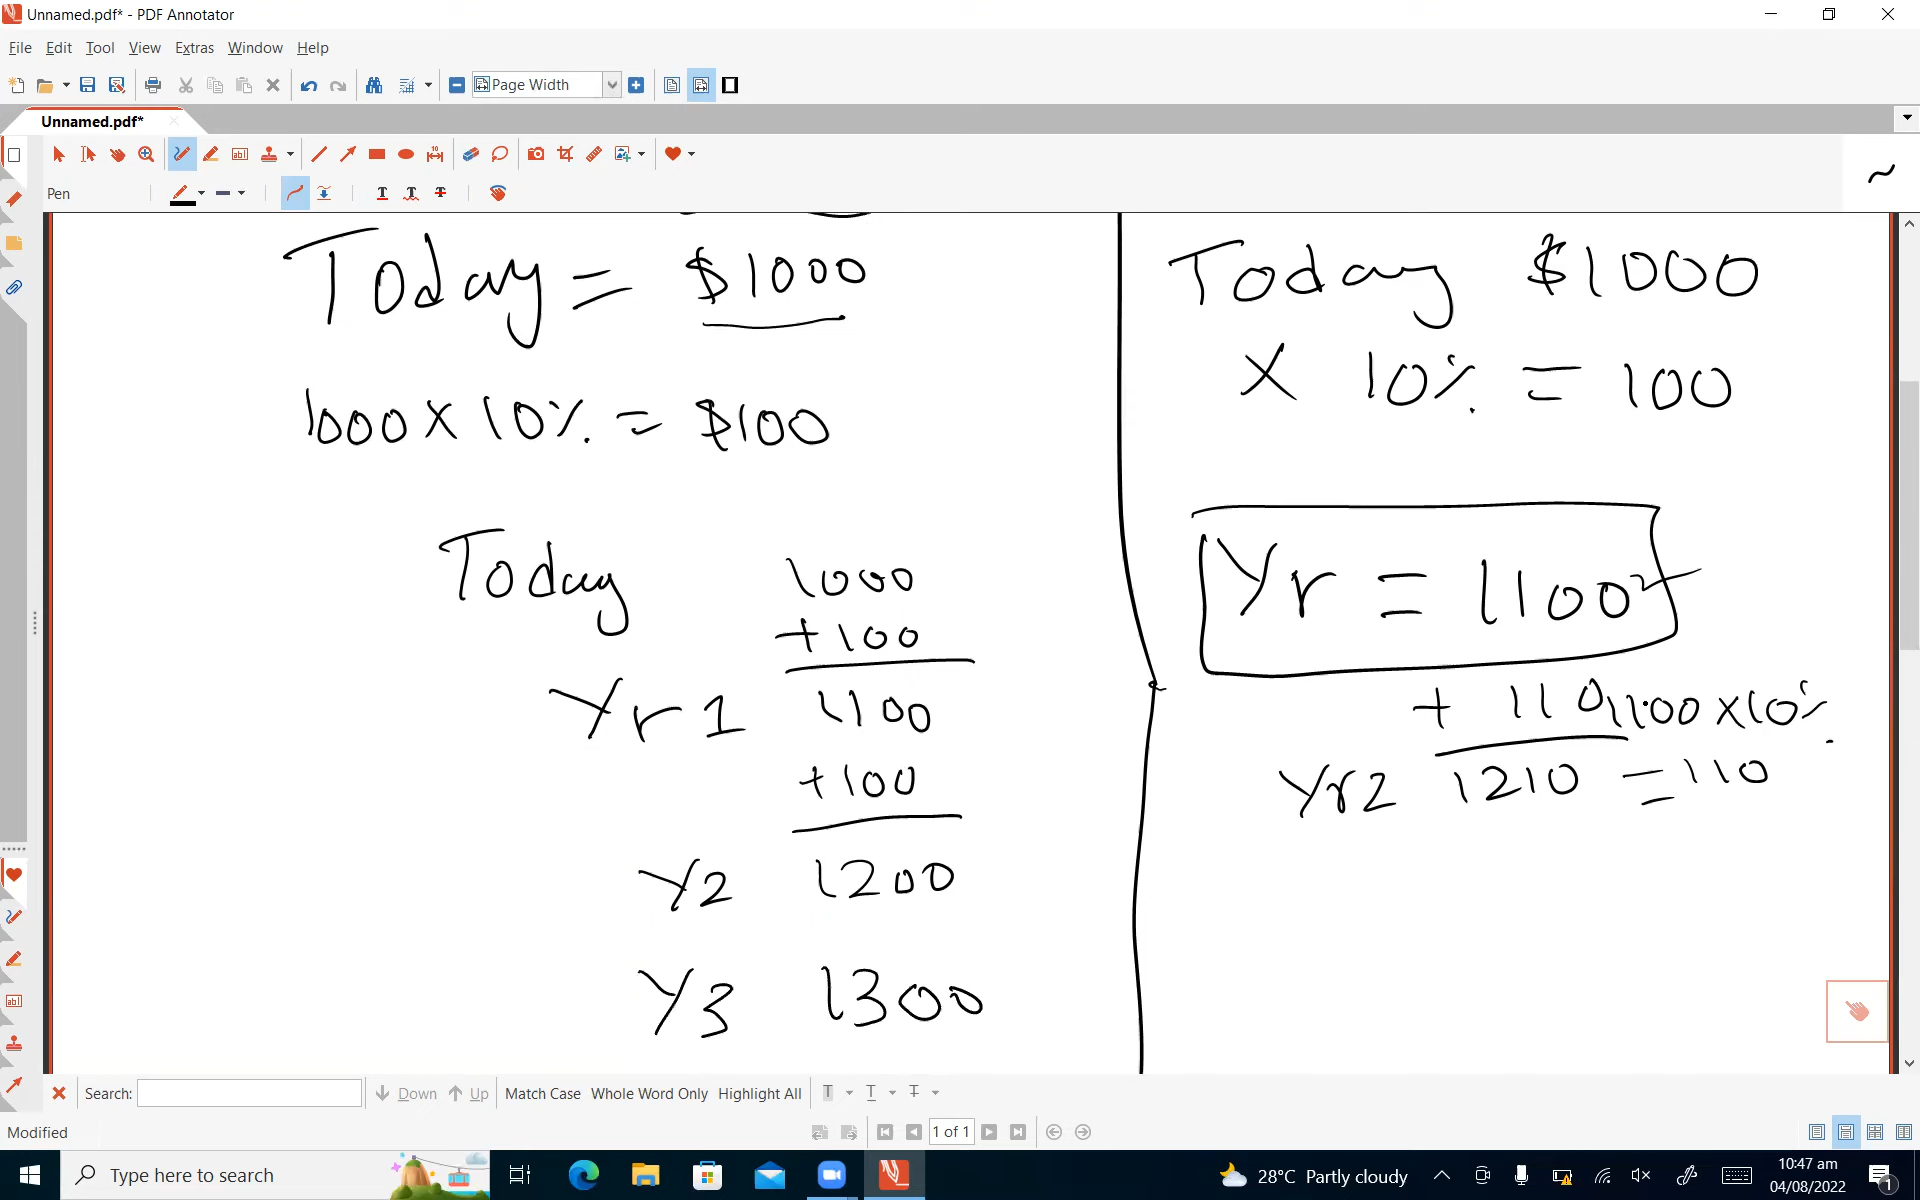 Unnamed.pdf* - PDF Annotator
File Edit Tool View Extras Window Help
Page Width
Unnamed.pdf*
Pen
Today = $1000
1000 X 10% = $100
Today 1000
+100
Yr 1 1100
+100
Y2 1200
Y3 1300
Today $1000
X 10% = 100
Yr = 1100
+ 110 1100 x10%
Yr2 1210 = 110
Search: Down Up Match Case Whole Word Only Highlight All
Modified
1 of 1
Type here to search
28°C Partly cloudy
10:47 am
04/08/2022
1